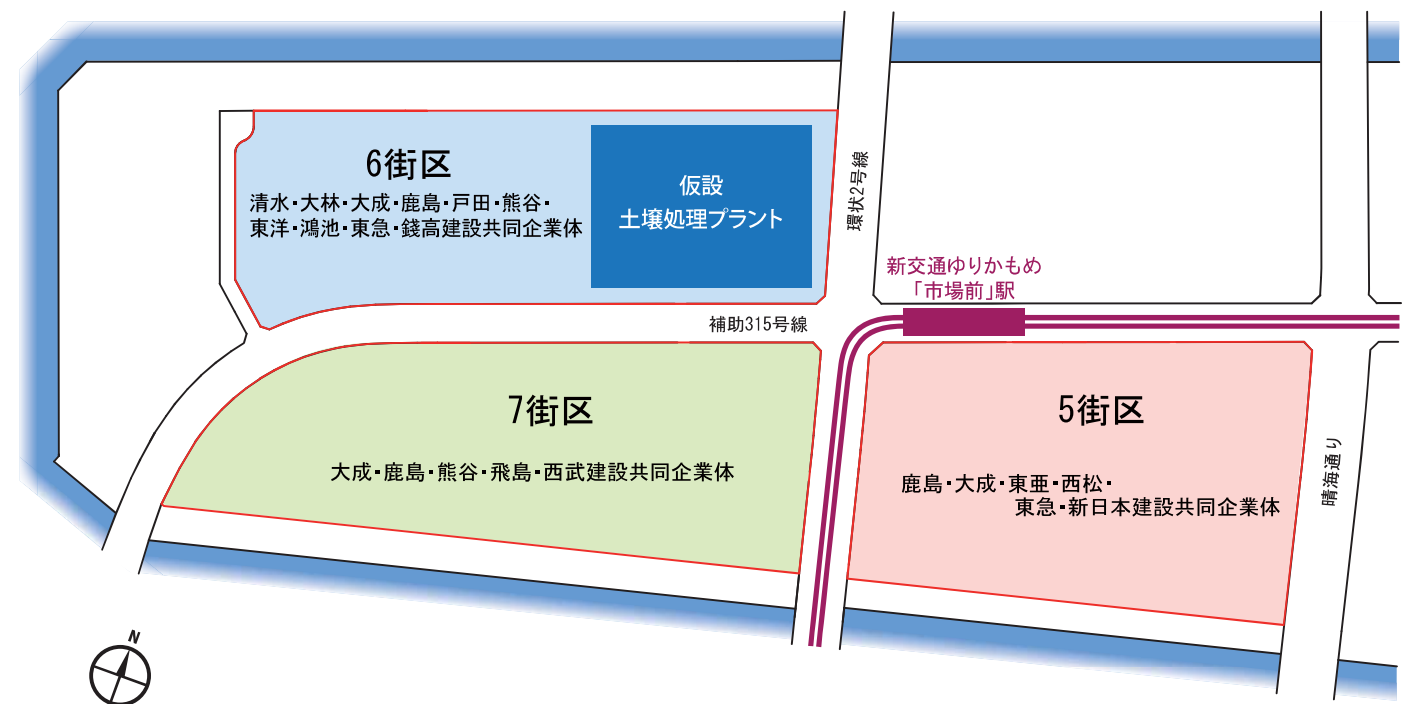 6街区
清水・大林・大成・鹿島・戸田・熊谷・
東洋・鴻池・東急・錢高建設共同企業体
仮設
土壌処理プラント
環状2号線
新交通ゆりかもめ
「市場前」駅
補助315号線
7街区
大成・鹿島・熊谷・飛島・西武建設共同企業体
5街区
鹿島・大成・東亜・西松・
東急・新日本建設共同企業体
晴海通り
N